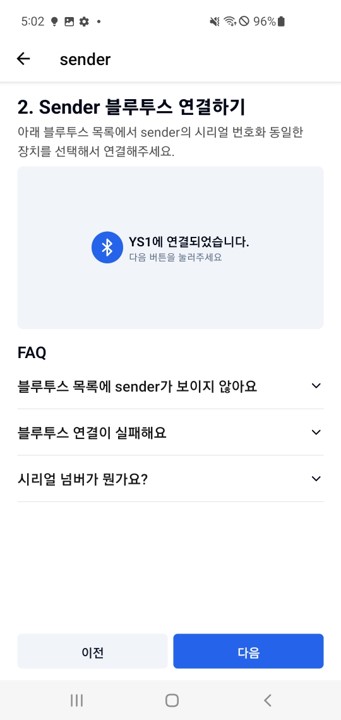 5:02
96%
sender
2. Sender 블루투스 연결하기
아래 블루투스 목록에서 sender의 시리얼 번호화 동일한
장치를 선택해서 연결해주세요.
YS1에 연결되었습니다.
다음 버튼을 눌러주세요
FAQ
블루투스 목록에 sender가 보이지 않아요
블루투스 연결이 실패해요
시리얼 넘버가 뭔가요?
이전
다음